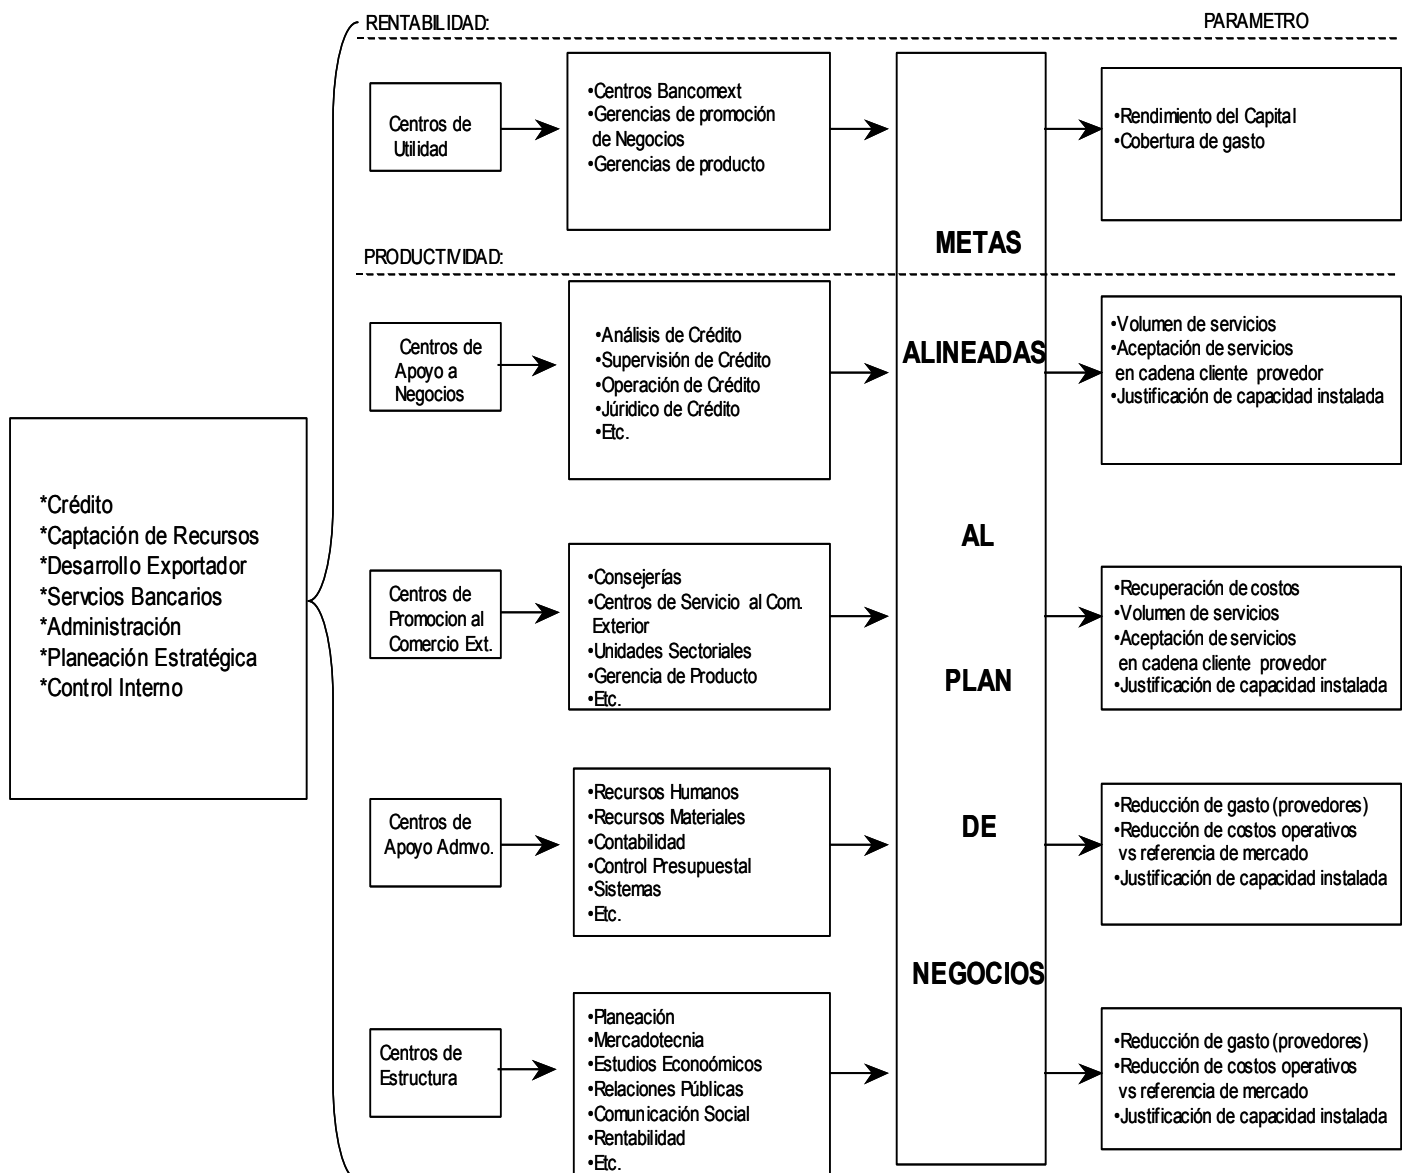 RENTABILIDAD:
PARAMETRO
Centros de
Utilidad
•Centros Bancomext
•Gerencias de promoción
de Negocios
•Gerencias de producto
•Rendimiento del Capital
•Cobertura de gasto
METAS
PRODUCTIVIDAD:
Centros de
Apoyo a
Negocios
•Análisis de Crédito
•Supervisión de Crédito
•Operación de Crédito
•Júridico de Crédito
•Etc.
ALINEADAS
•Volumen de servicios
•Aceptación de servicios
en cadena cliente provedor
•Justificación de capacidad instalada
*Crédito
*Captación de Recursos
*Desarrollo Exportador
*Servcios Bancarios
*Administración
*Planeación Estratégica
*Control Interno
AL
Centros de
Promocion al
Comercio Ext.
•Consejerías
•Centros de Servicio al Com.
Exterior
•Unidades Sectoriales
•Gerencia de Producto
•Etc.
PLAN
•Recuperación de costos
•Volumen de servicios
•Aceptación de servicios
en cadena cliente provedor
•Justificación de capacidad instalada
Centros de
Apoyo Admvo.
•Recursos Humanos
•Recursos Materiales
•Contabilidad
•Control Presupuestal
•Sistemas
•Etc.
DE
•Reducción de gasto (provedores)
•Reducción de costos operativos
vs referencia de mercado
•Justificación de capacidad instalada
NEGOCIOS
Centros de
Estructura
•Planeación
•Mercadotecnia
•Estudios Econoómicos
•Relaciones Públicas
•Comunicación Social
•Rentabilidad
•Etc.
•Reducción de gasto (provedores)
•Reducción de costos operativos
vs referencia de mercado
•Justificación de capacidad instalada